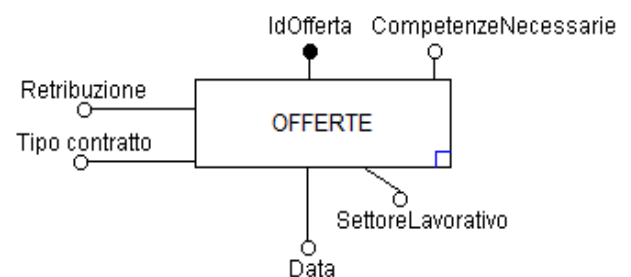 IdOfferta CompetenzeNecessarie
Retribuzione
OFFERTE
Tipo contratto
SettoreLavorativo
Data